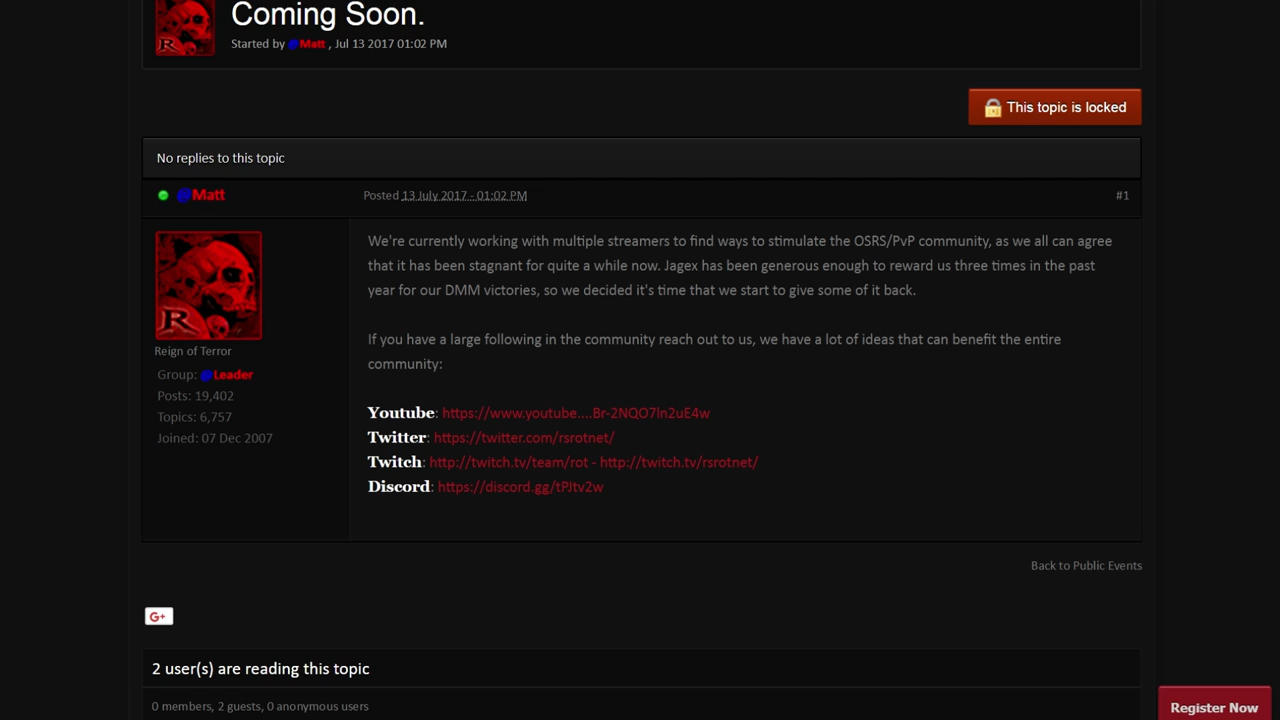 Coming Soon.
Started by @Matt , Jul 13 2017 01:02 PM
This topic is locked
No replies to this topic
@Matt
Posted 13 July 2017 - 01:02 PM
#1
We're currently working with multiple streamers to find ways to stimulate the OSRS/PvP community, as we all can agree
that it has been stagnant for quite a while now. Jagex has been generous enough to reward us three times in the past
year for our DMM victories, so we decided it's time that we start to give some of it back.
If you have a large following in the community reach out to us, we have a lot of ideas that can benefit the entire
community:
R
Reign of Terror
Group: @Leader
Posts: 19,402
Topics: 6,757
Joined: 07 Dec 2007
Youtube: https://www.youtube....Br-2NQO7ln2uE4w
Twitter: https://twitter.com/rsrotnet/
Twitch: http://twitch.tv/team/rot - http://twitch.tv/rsrotnet/
Discord: https://discord.gg/tPJtv2w
Back to Public Events
G+
2 user(s) are reading this topic
0 members, 2 guests, 0 anonymous users
Register Now